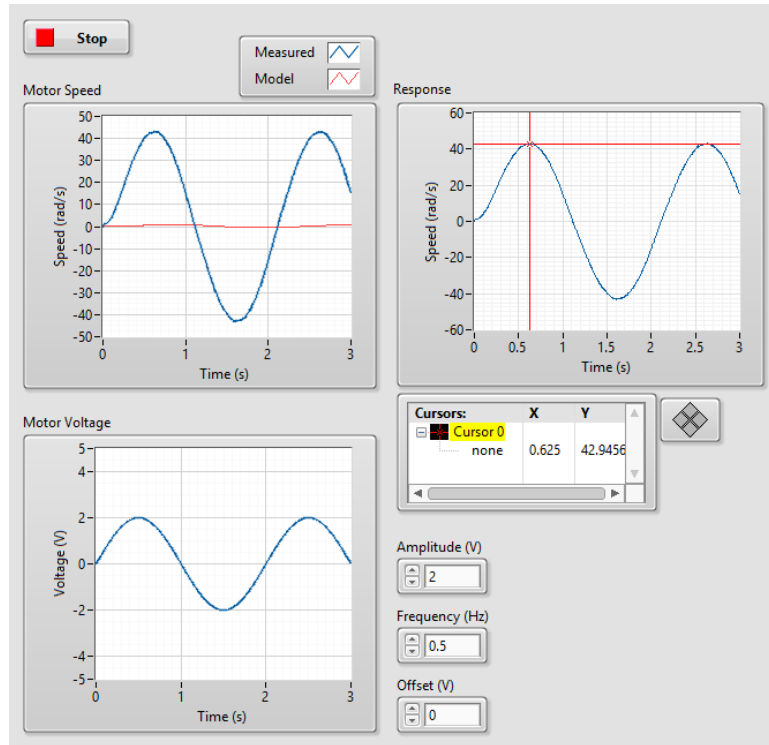 Stop
Measured
Model
Motor Speed
50
40
30
20
10
0
-10
-20
-30
-40
-50
Speed (rad/s)
0 1 2 3
Time (s)
Response
60
40
20
0
-20
-40
-60
Speed (rad/s)
0 0.5 1 1.5 2 2.5 3
Time (s)
Cursors: X Y
Cursor 0
none 0.625 42.9456
Motor Voltage
5
4
2
0
-2
-4
-5
Voltage (V)
0 1 2 3
Time (s)
Amplitude (V)
2
Frequency (Hz)
0.5
Offset (V)
0